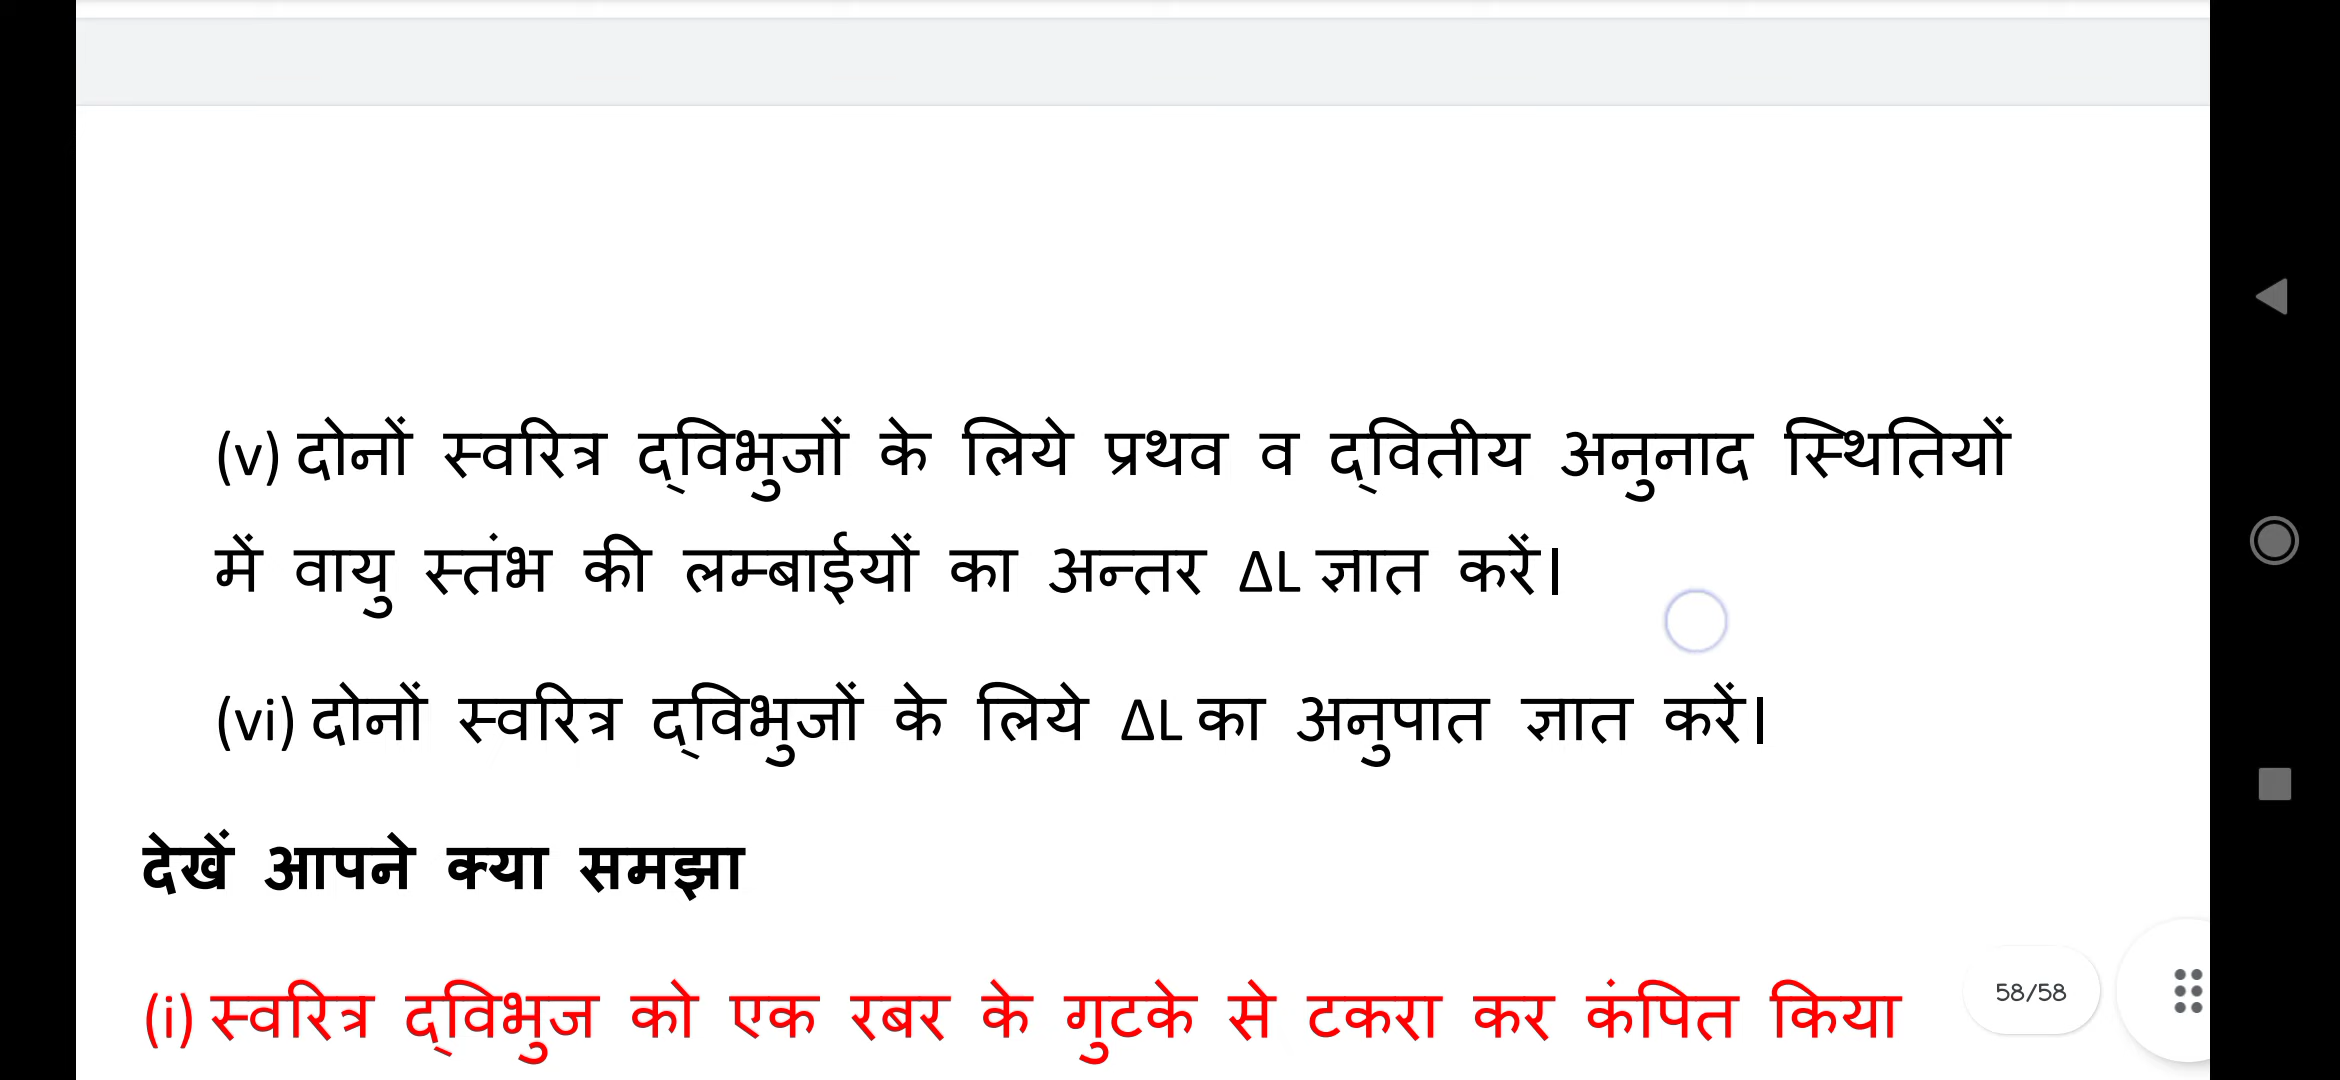 (v) दोनों स्वरित्र द्विभुजों के लिये प्रथव व द्वितीय अनुनाद स्थितियों
में वायु स्तंभ की लम्बाईयों का अन्तर ΔL ज्ञात करें।
(vi) दोनों स्वरित्र द्विभुजों के लिये ΔL का अनुपात ज्ञात करें।
देखें आपने क्या समझा
(i) स्वरित्र द्विभुज को एक रबर के गुटके से टकरा कर कंपित किया
58/58